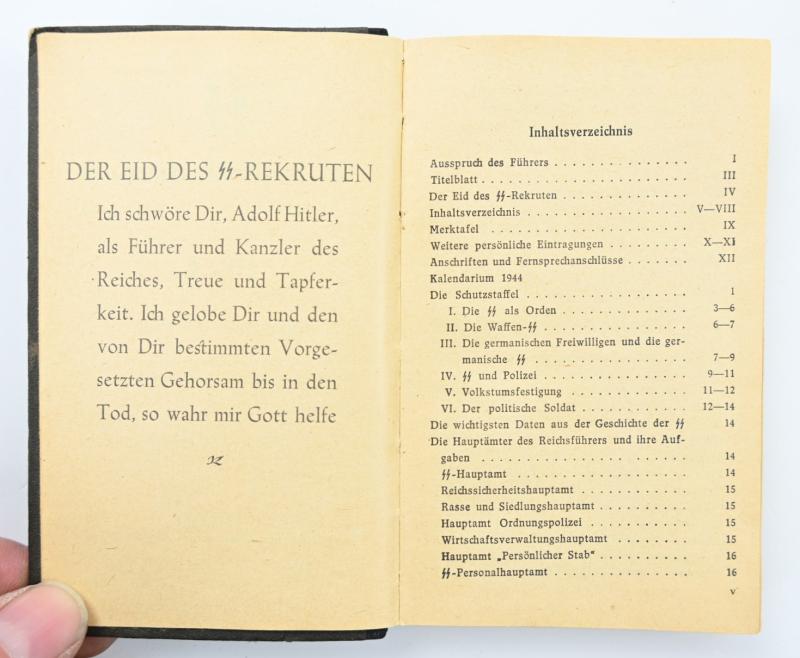 DER EID DES ᛋᛋ-REKRUTEN
Ich schwöre Dir, Adolf Hitler,
als Führer und Kanzler des
Reiches, Treue und Tapfer-
keit. Ich gelobe Dir und den
von Dir bestimmten Vorge-
setzten Gehorsam bis in den
Tod, so wahr mir Gott helfe
Inhaltsverzeichnis
Ausspruch des Führers . . . . . . . . . . . . . . I
Titelblatt . . . . . . . . . . . . . . . . . . . . . III
Der Eid des ᛋᛋ-Rekruten . . . . . . . . . . . . . IV
Inhaltsverzeichnis . . . . . . . . . . . . . . . . . V—VIII
Merktafel . . . . . . . . . . . . . . . . . . . . . IX
Weitere persönliche Eintragungen . . . . . . . . . X—XI
Anschriften und Fernsprechanschlüsse . . . . . . . XII
Kalendarium 1944
Die Schutzstaffel . . . . . . . . . . . . . . . . . 1
I. Die ᛋᛋ als Orden . . . . . . . . . . . . . 3—6
II. Die Waffen-ᛋᛋ . . . . . . . . . . . . . . . 6—7
III. Die germanischen Freiwilligen und die ger-
manische ᛋᛋ . . . . . . . . . . . . . . . 7—9
IV. ᛋᛋ und Polizei . . . . . . . . . . . . . . 9—11
V. Volkstumsfestigung . . . . . . . . . . . . 11—12
VI. Der politische Soldat . . . . . . . . . . . 12—14
Die wichtigsten Daten aus der Geschichte der ᛋᛋ 14
Die Hauptämter des Reichsführers und ihre Auf-
gaben . . . . . . . . . . . . . . . . . . . . 14
ᛋᛋ-Hauptamt . . . . . . . . . . . . . . . . . 14
Reichssicherheitshauptamt . . . . . . . . . . . 15
Rasse und Siedlungshauptamt . . . . . . . . . 15
Hauptamt Ordnungspolizei . . . . . . . . . . 15
Wirtschaftsverwaltungshauptamt . . . . . . . . 15
Hauptamt „Persönlicher Stab“ . . . . . . . . . 16
ᛋᛋ-Personalhauptamt . . . . . . . . . . . . . 16
V